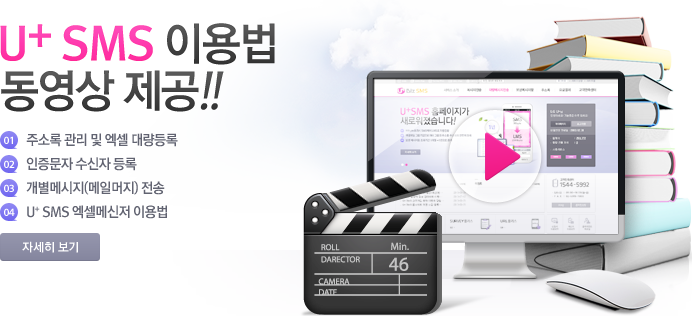 U+ SMS 이용법
동영상 제공!!
01 주소록 관리 및 엑셀 대량등록
02 인증문자 수신자 등록
03 개별메시지(메일머지) 전송
04 U+ SMS 엑셀메신저 이용법
자세히 보기
U+SMS 홈페이지가
새로워졌습니다!
LMS
1544-5992
ROLL
Min.
DARECTOR
46
CAMERA
DATE